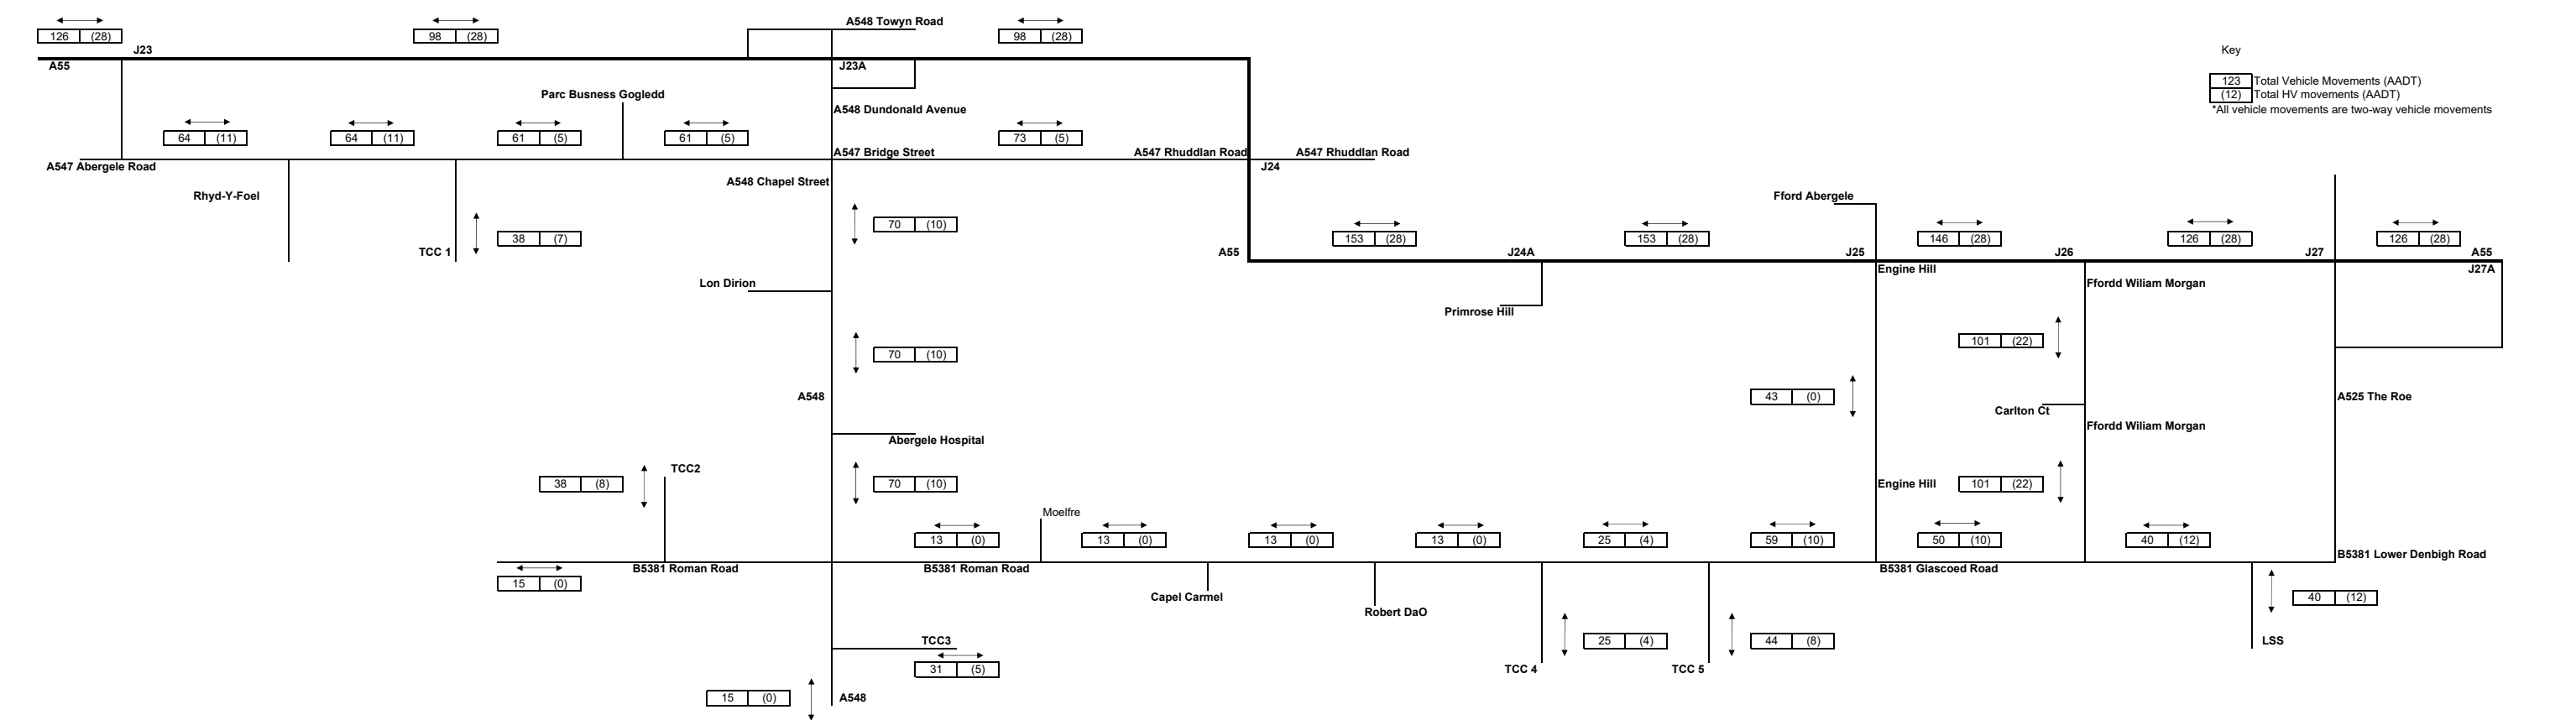 A548 Towyn Road
126 (28)
98 (28)
98 (28)
J23
Key
A55
J23A
123 Total Vehicle Movements (AADT)
(12) Total HV movements (AADT)
*All vehicle movements are two-way vehicle movements
Parc Busness Gogledd
A548 Dundonald Avenue
64 (11)
64 (11)
61 (5)
61 (5)
73 (5)
A547 Bridge Street
A547 Rhuddlan Road
A547 Rhuddlan Road
A547 Abergele Road
J24
A548 Chapel Street
Rhyd-Y-Foel
Fford Abergele
70 (10)
38 (7)
153 (28)
153 (28)
146 (28)
126 (28)
126 (28)
TCC 1
A55
J24A
J25
J26
J27
A55
Engine Hill
J27A
Lon Dirion
Ffordd Wiliam Morgan
Primrose Hill
101 (22)
70 (10)
A548
43 (0)
A525 The Roe
Carlton Ct
Ffordd Wiliam Morgan
Abergele Hospital
TCC2
38 (8)
70 (10)
Engine Hill
101 (22)
Moelfre
13 (0)
13 (0)
13 (0)
13 (0)
25 (4)
59 (10)
50 (10)
40 (12)
B5381 Lower Denbigh Road
B5381 Roman Road
B5381 Roman Road
B5381 Glascoed Road
15 (0)
Capel Carmel
40 (12)
Robert DaO
TCC3
25 (4)
44 (8)
LSS
31 (5)
TCC 4
TCC 5
15 (0)
A548